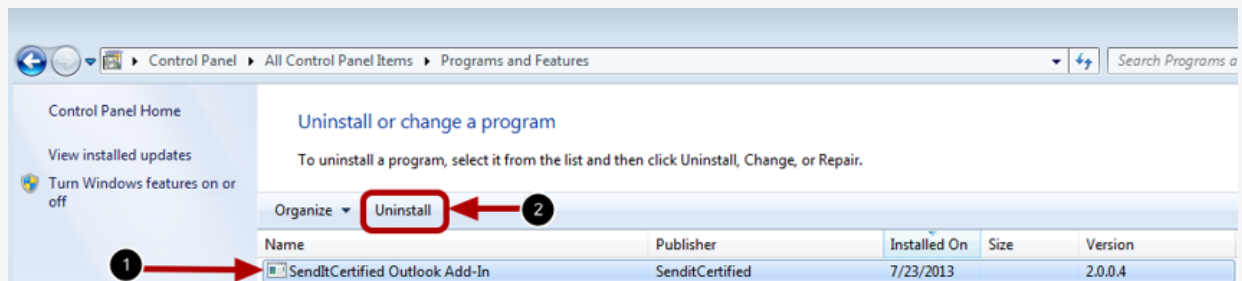 Control Panel All Control Panel Items Programs and Features Search Programs a
Control Panel Home
Uninstall or change a program
View installed updates
To uninstall a program, select it from the list and then click Uninstall, Change, or Repair.
Turn Windows features on or
off
Organize Uninstall 2
Name Publisher Installed On Size Version
1 SendItCertified Outlook Add-In SenditCertified 7/23/2013 2.0.0.4